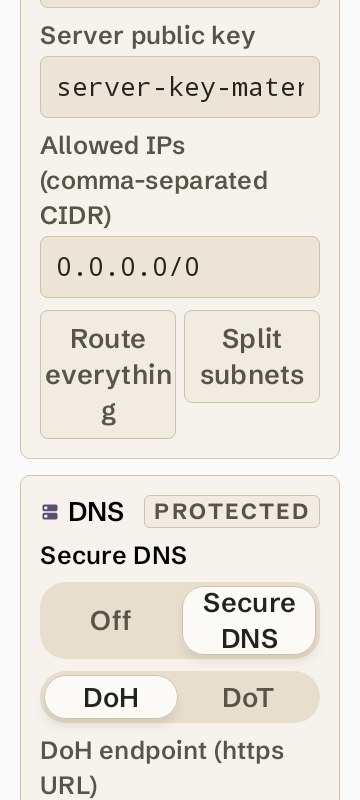 Server public key
server-key-mater
Allowed IPs
(comma-separated
CIDR)
0.0.0.0/0
Route
everythin
g
Split
subnets
DNS
PROTECTED
Secure DNS
Off
Secure
DNS
DoH
DoT
DoH endpoint (https
URL)